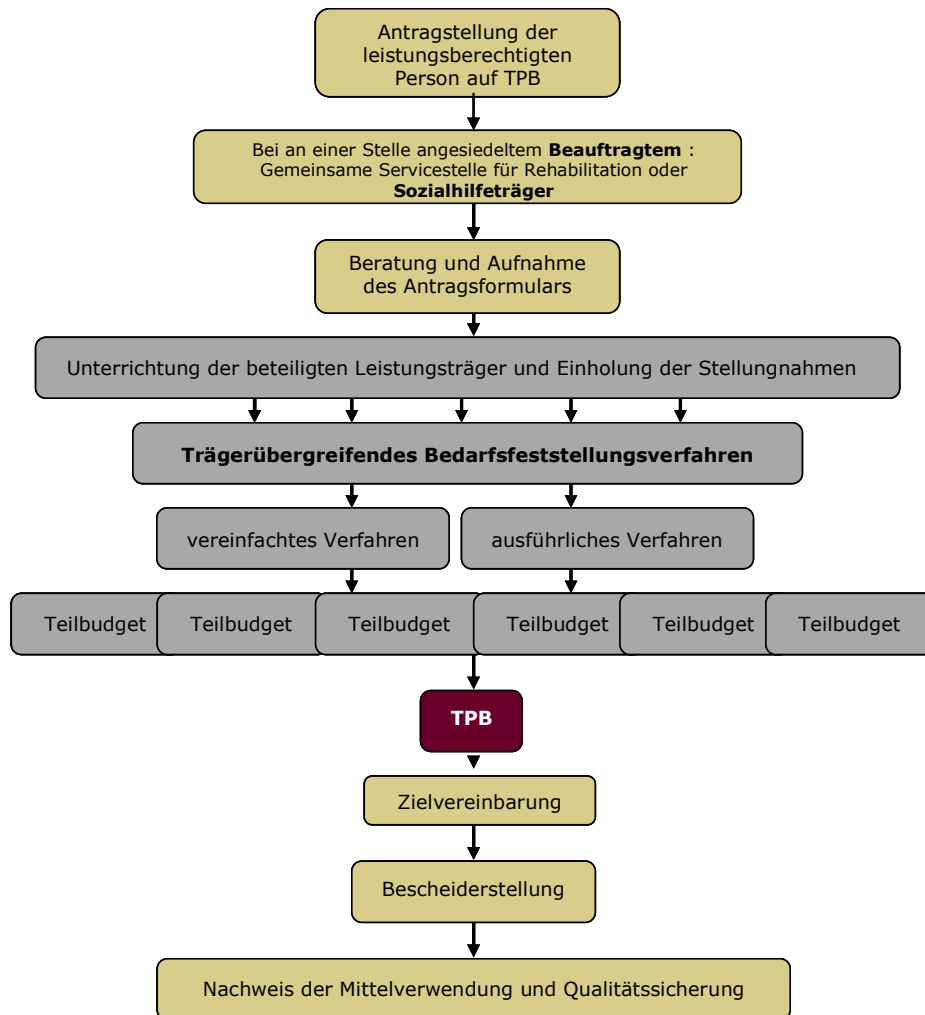 Antragstellung der
leistungsberechtigten
Person auf TPB
Bei an einer Stelle angesiedeltem Beauftragtem :
Gemeinsame Servicestelle für Rehabilitation oder
Sozialhilfeträger
Beratung und Aufnahme
des Antragsformulars
Unterrichtung der beteiligten Leistungsträger und Einholung der Stellungnahmen
Trägerübergreifendes Bedarfsfeststellungsverfahren
vereinfachtes Verfahren ausführliches Verfahren
Teilbudget Teilbudget Teilbudget Teilbudget Teilbudget Teilbudget
TPB
Zielvereinbarung
Bescheiderstellung
Nachweis der Mittelverwendung und Qualitätssicherung